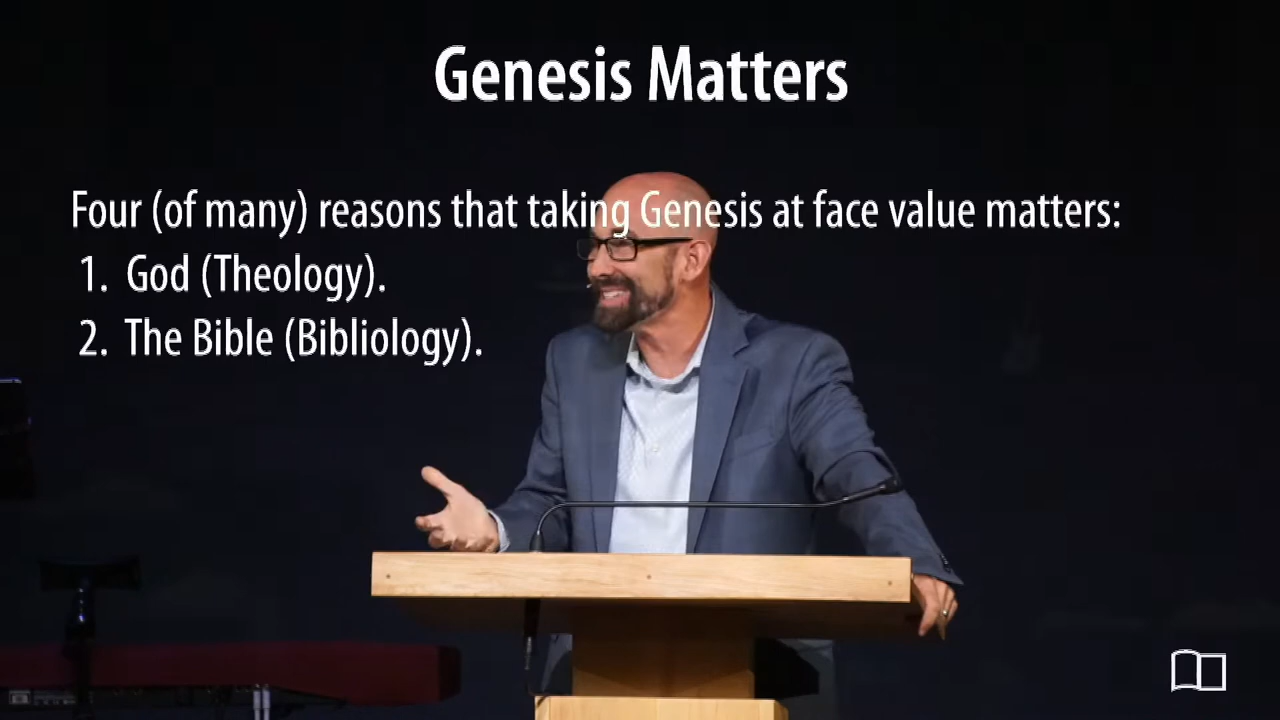 Genesis Matters
Four (of many) reasons that taking Genesis at face value matters:
1. God (Theology).
2. The Bible (Bibliology).